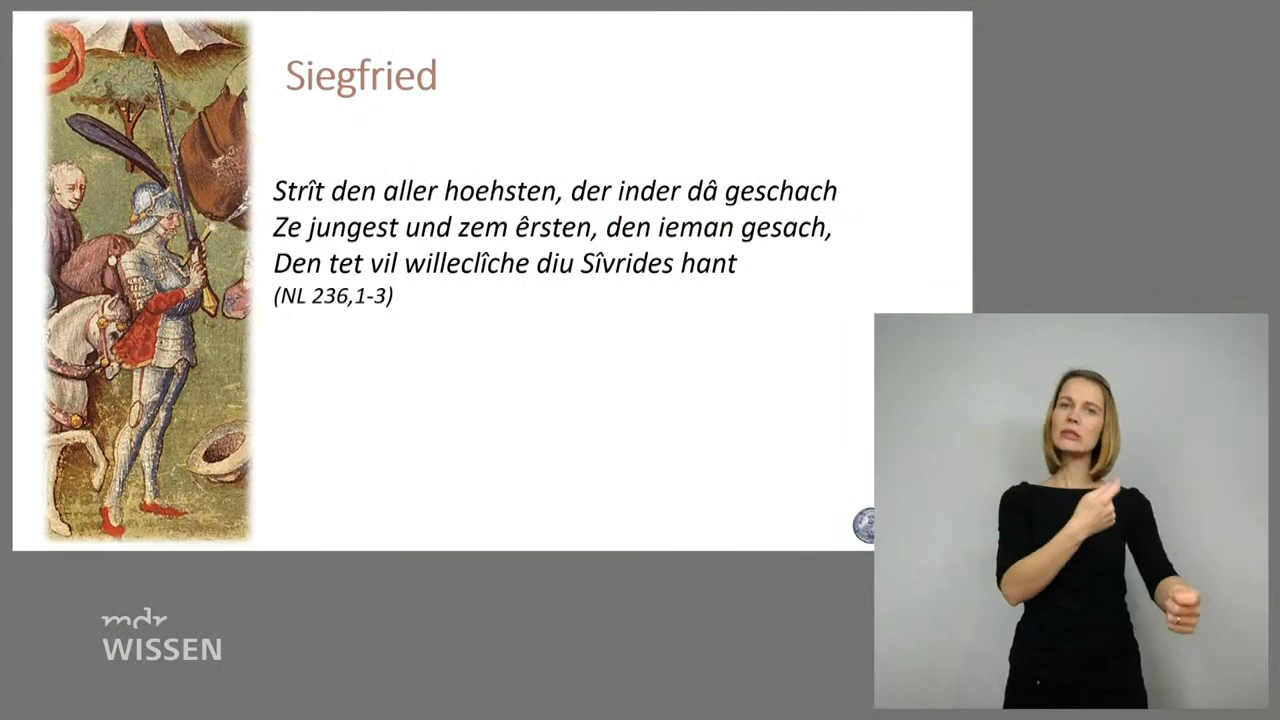 Siegfried
Strît den aller hoehsten, der inder dâ geschach
Ze jungest und zem êrsten, den ieman gesach,
Den tet vil willeclîche diu Sîvrides hant
(NL 236,1-3)
mdr
WISSEN